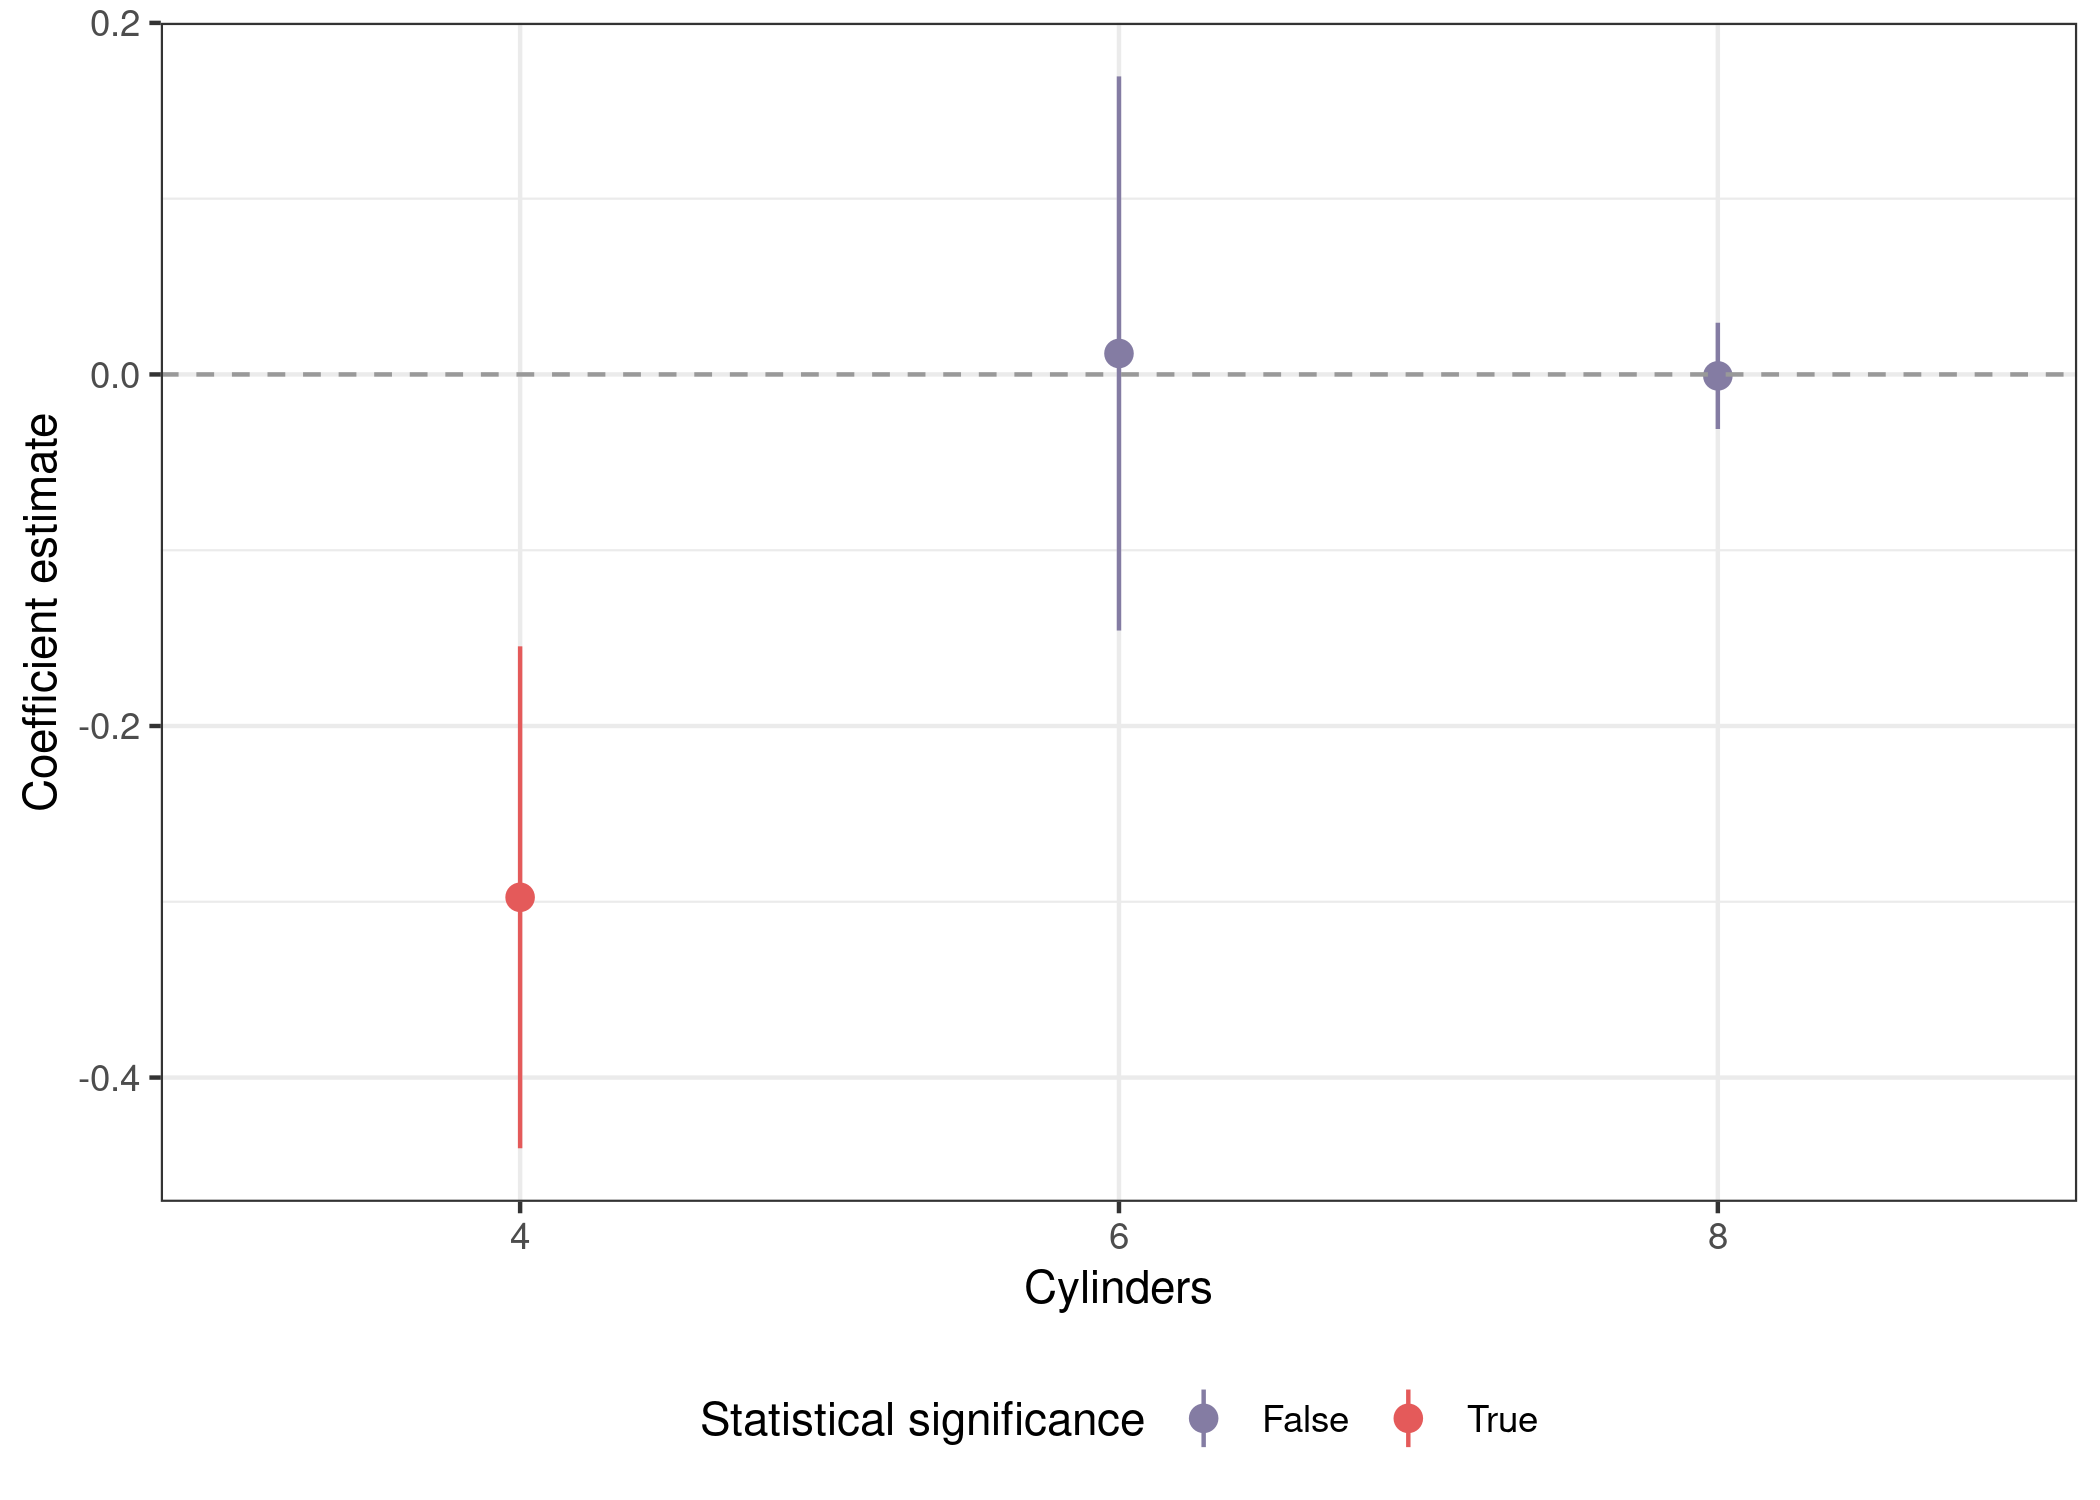 0.2
0.0
-0.2
-0.4
Coefficient estimate
4 6 8
Cylinders
Statistical significance False True